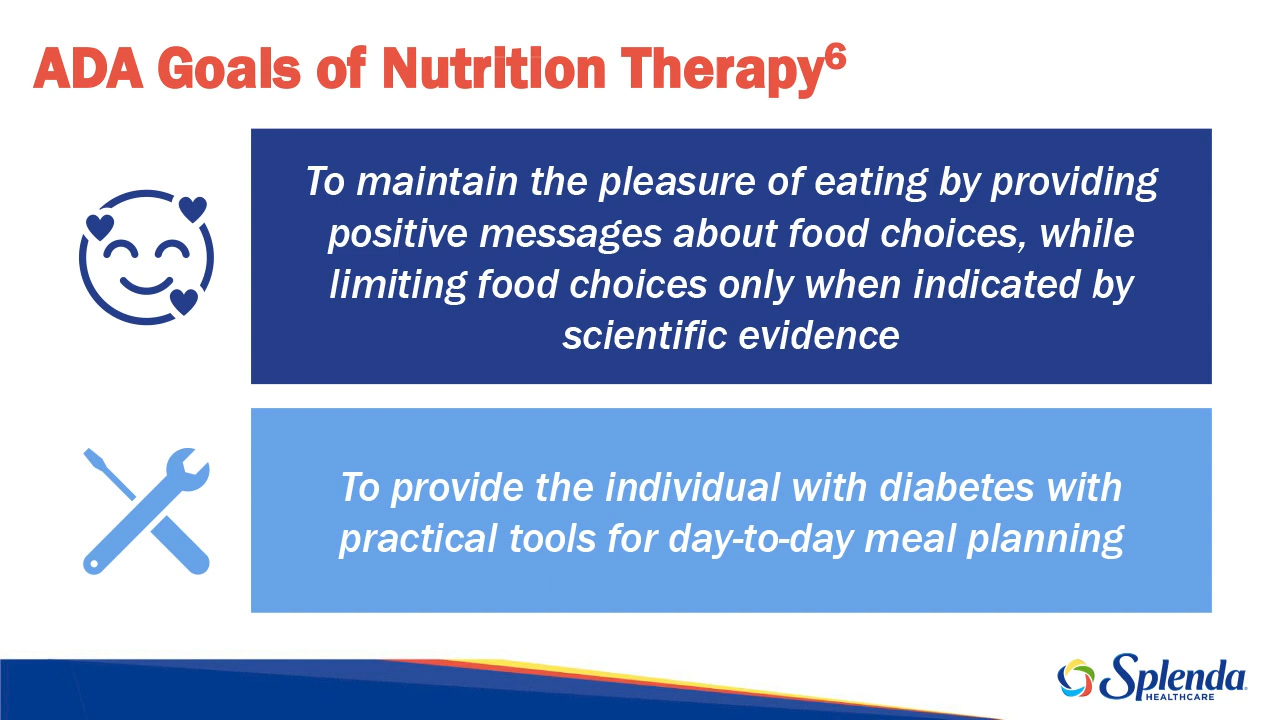 ADA Goals of Nutrition Therapy⁶
To maintain the pleasure of eating by providing
positive messages about food choices, while
limiting food choices only when indicated by
scientific evidence
To provide the individual with diabetes with
practical tools for day-to-day meal planning
Splenda
HEALTHCARE